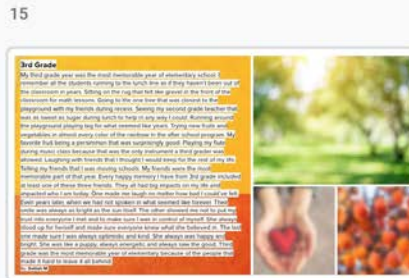 15
3rd Grade
My third grade year was the most memorable year of elementary school. I
remember all the students running to the lunch line as if they haven't been out of
the classroom in years. Sitting on the rug that felt like gravel in the front of the
classroom for math lessons. Going to the one tree that was closest to the
playground with my friends during recess. Seeing my second grade teacher that
was as sweet as sugar during lunch to help in any way I could. Running around
the playground playing tag for what seemed like years. Trying new fruits and
vegetables in almost every color of the rainbow in the after school program. My
favorite fruit being a persimmon that was surprisingly good. Playing my flute
during music class because that was the only instrument a third grader was
allowed. Laughing with friends that I thought I would keep for the rest of my life.
Telling my friends that I was moving schools. My friends were the most
memorable part of that year. Every happy memory I have from 3rd grade included
at least one of these three friends. They all had big impacts on my life and
impacted who I am today. One made me laugh no matter how bad I could've felt.
Even years later, when we had not spoken in what seemed like forever. Their
smile was always as bright as the sun itself. The other showed me not to put my
trust into everyone I met and to make sure I was in control of myself. She always
stood up for herself and made sure everyone knew what she believed in. The last
one made sure I was always optimistic and kind. She always was happy and
bright. She was like a puppy, always energetic and always saw the good. Third
grade was the most memorable year of elementary because of the people that
made it hard to leave it all behind.